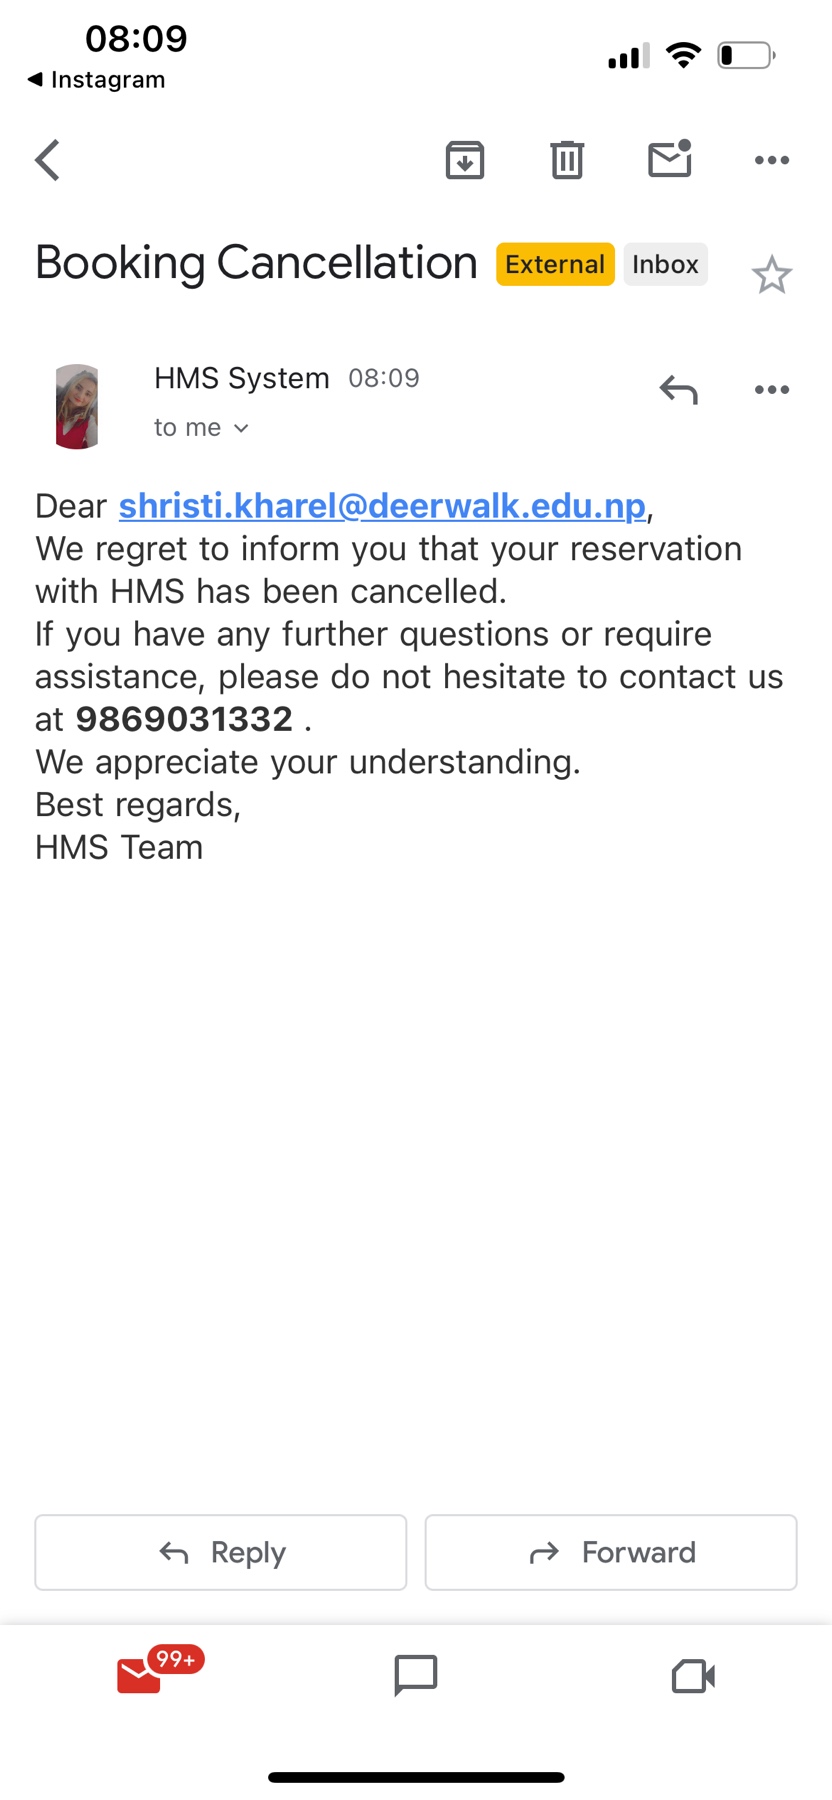 08:09
Instagram
Booking Cancellation External Inbox
HMS System 08:09
to me
Dear shristi.kharel@deerwalk.edu.np,
We regret to inform you that your reservation
with HMS has been cancelled.
If you have any further questions or require
assistance, please do not hesitate to contact us
at 9869031332 .
We appreciate your understanding.
Best regards,
HMS Team
Reply Forward
99+